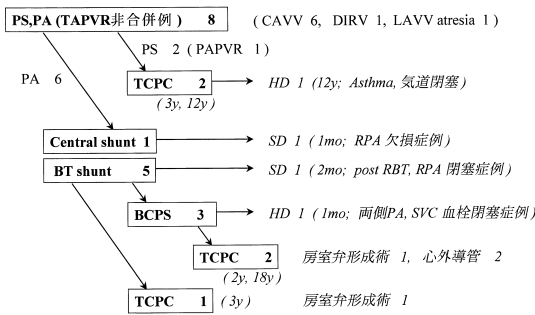 PS,PA (TAPVR非合併例) 8 (CAVV 6, DIRV 1, LAVV atresia 1)
PS 2 (PAPVR 1)
PA 6
TCPC 2 HD 1 (12y; Asthma, 気道閉塞)
(3y, 12y)
Central shunt 1 SD 1 (1mo; RPA 欠損症例)
BT shunt 5 SD 1 (2mo; post RBT, RPA 閉塞症例)
BCPS 3 HD 1 (1mo; 両側PA, SVC 血栓閉塞症例)
TCPC 2 房室弁形成術 1, 心外導管 2
(2y, 18y)
TCPC 1 (3y) 房室弁形成術 1